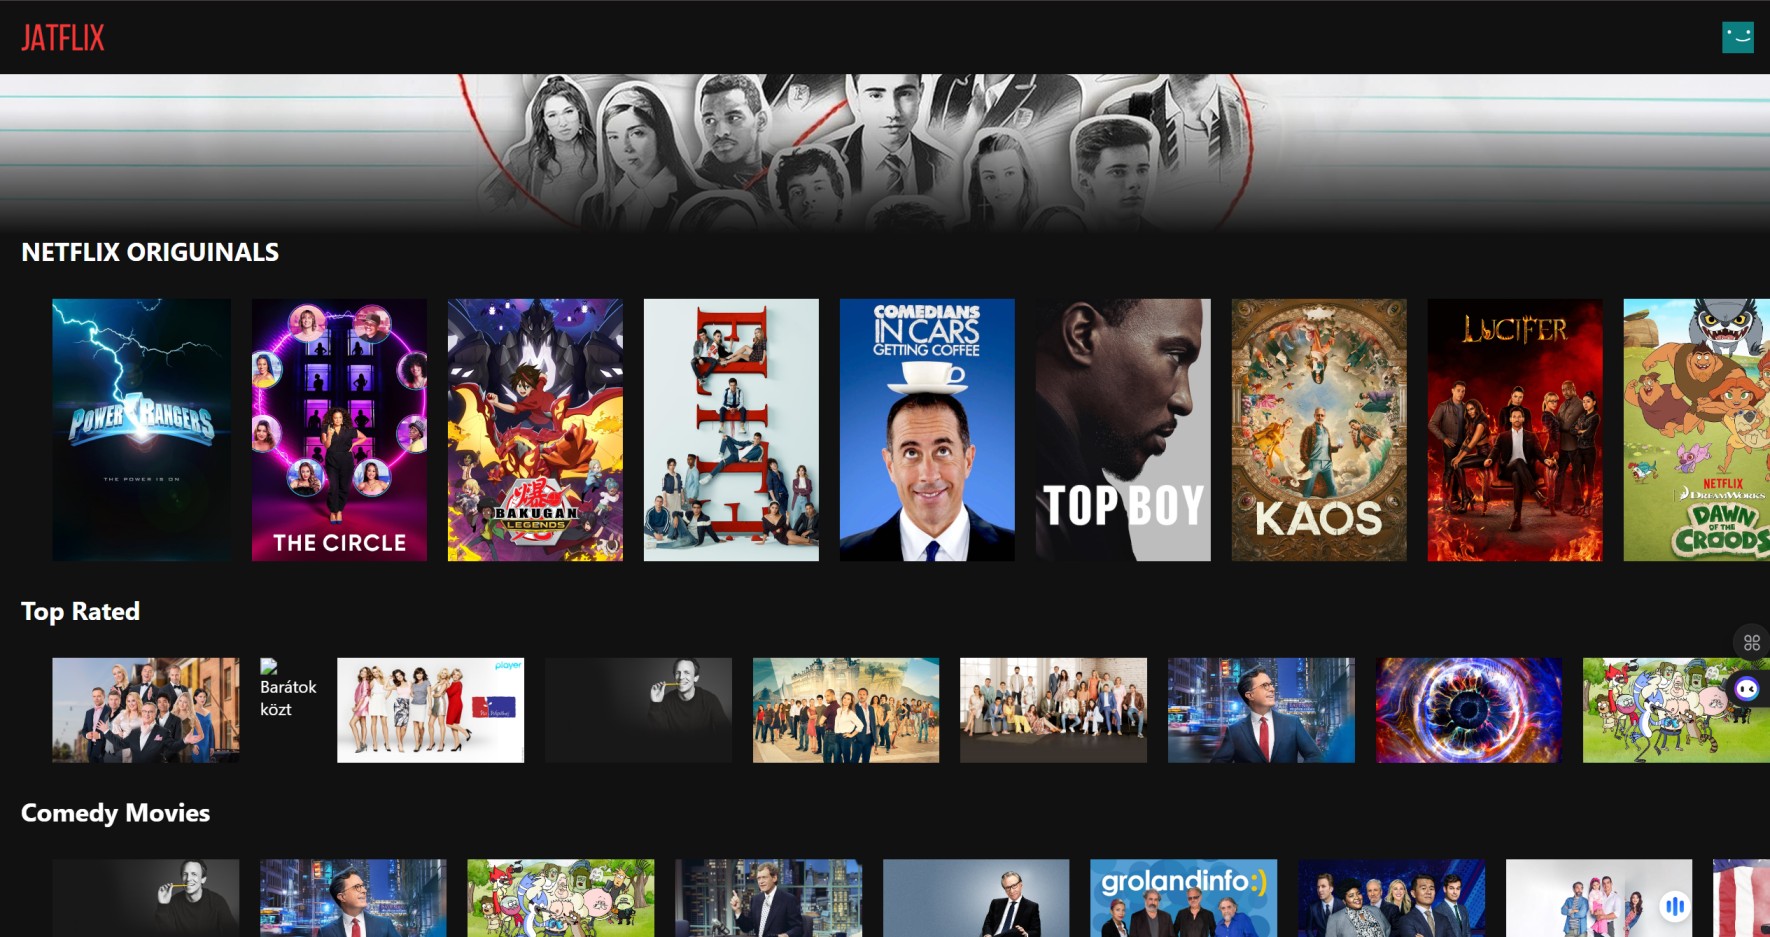 JATFLIX
NETFLIX ORIGUINALS
POWER RANGERS
THE POWER IS ON
THE CIRCLE
BAKUGAN
LEGENDS
ELITE
COMEDIANS
IN CARS
GETTING COFFEE
TOP BOY
KAOS
LUCIFER
NETFLIX
DREAMWORKS
DAWN
OF THE
CROODS
Top Rated
Barátok
közt
player
Comedy Movies
grolandinfo:)